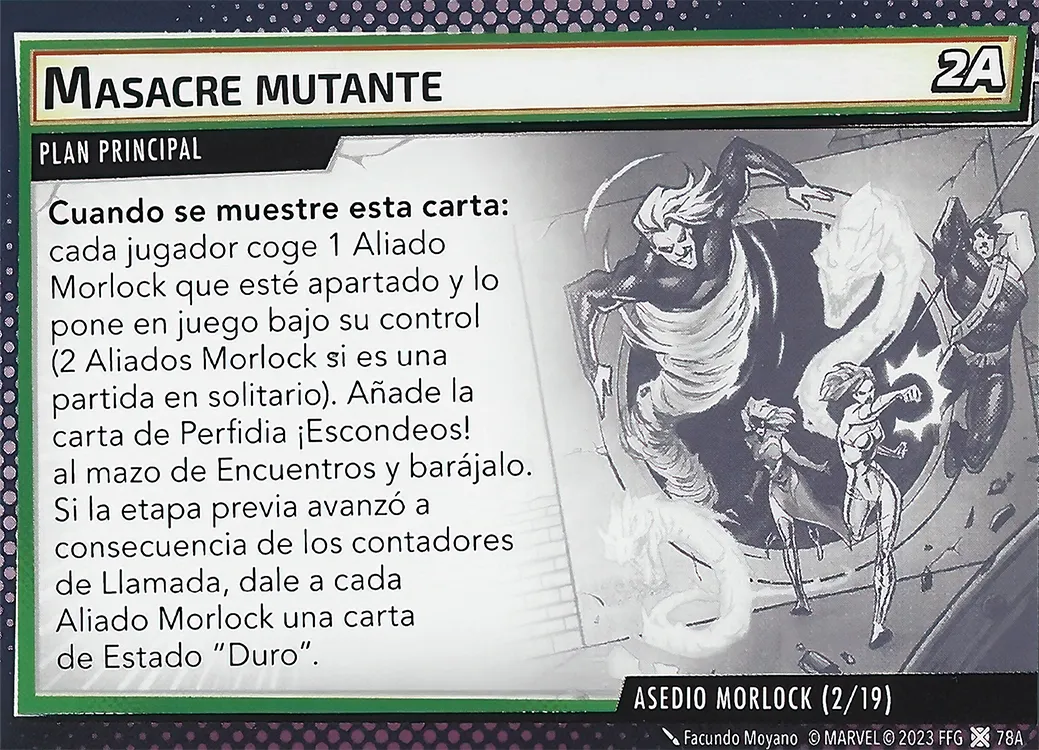 MASACRE MUTANTE
2A
PLAN PRINCIPAL
Cuando se muestre esta carta:
cada jugador coge 1 Aliado
Morlock que esté apartado y lo
pone en juego bajo su control
(2 Aliados Morlock si es una
partida en solitario). Añade la
carta de Perfidia ¡Escondeos!
al mazo de Encuentros y barájalo.
Si la etapa previa avanzó a
consecuencia de los contadores
de Llamada, dale a cada
Aliado Morlock una carta
de Estado "Duro".
ASEDIO MORLOCK (2/19)
Facundo Moyano © MARVEL © 2023 FFG 78A